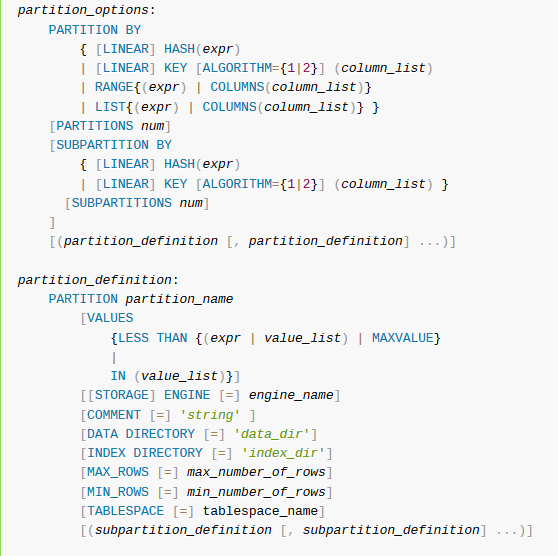 partition_options:
    PARTITION BY
        { [LINEAR] HASH(expr)
        | [LINEAR] KEY [ALGORITHM={1|2}] (column_list)
        | RANGE{(expr) | COLUMNS(column_list)}
        | LIST{(expr) | COLUMNS(column_list)} }
    [PARTITIONS num]
    [SUBPARTITION BY
        { [LINEAR] HASH(expr)
        | [LINEAR] KEY [ALGORITHM={1|2}] (column_list) }
      [SUBPARTITIONS num]
    ]
    [(partition_definition [, partition_definition] ...)]

partition_definition:
    PARTITION partition_name
        [VALUES
            {LESS THAN {(expr | value_list) | MAXVALUE}
            |
            IN (value_list)}]
        [[STORAGE] ENGINE [=] engine_name]
        [COMMENT [=] 'string' ]
        [DATA DIRECTORY [=] 'data_dir']
        [INDEX DIRECTORY [=] 'index_dir']
        [MAX_ROWS [=] max_number_of_rows]
        [MIN_ROWS [=] min_number_of_rows]
        [TABLESPACE [=] tablespace_name]
        [(subpartition_definition [, subpartition_definition] ...)]